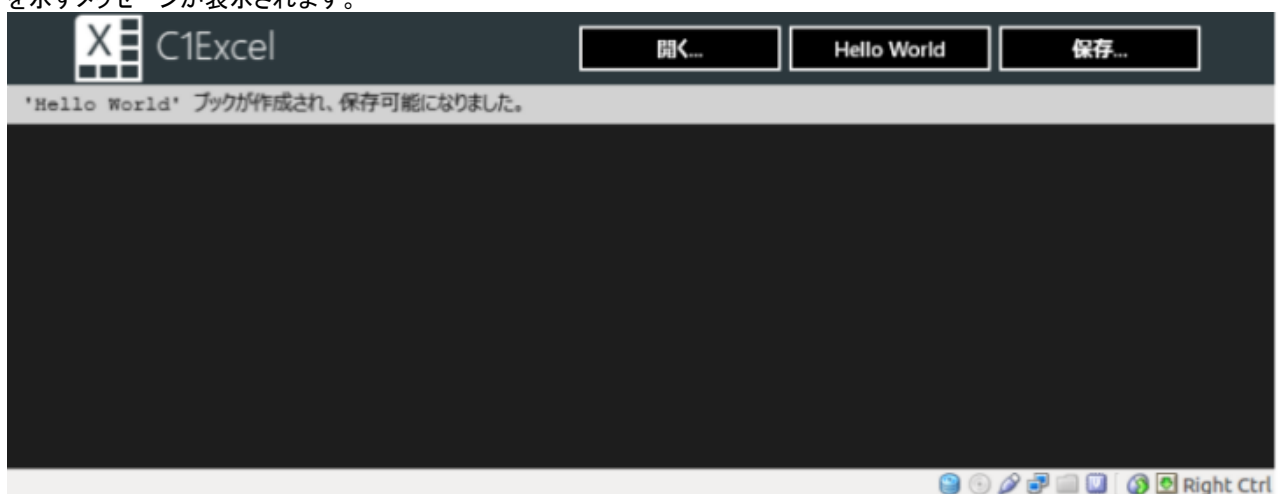 を示すメッセージが表示されます。
C1Excel
開く...
Hello World
保存...
'Hello World' ブックが作成され、保存可能になりました。
Right Ctrl